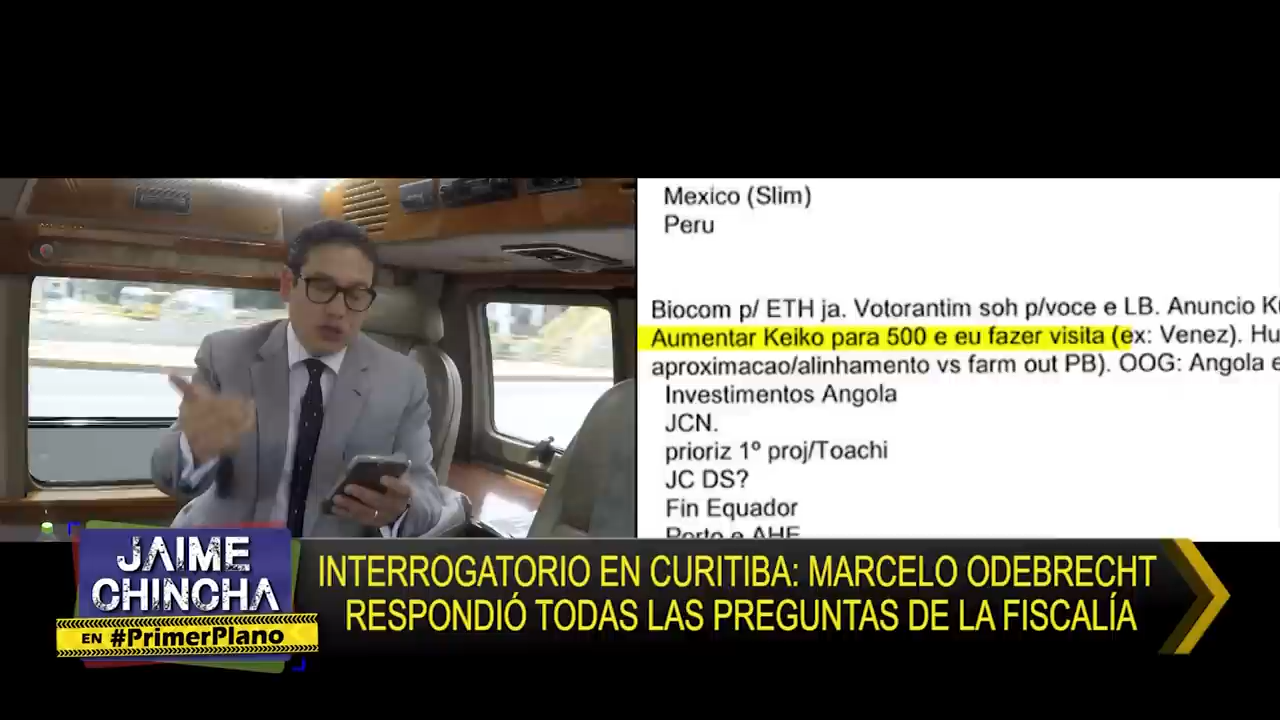 Mexico (Slim)
Peru
Biocom p/ ETH ja. Votorantim soh p/voce e LB. Anuncio
Aumentar Keiko para 500 e eu fazer visita (ex: Venez).
aproximacao/alinhamento vs farm out PB). OOG: Angola e
Investimentos Angola
JCN.
prioriz 1º proj/Toachi
JC DS?
Fin Equador
JAIME
CHINCHA
EN #PrimerPlano
INTERROGATORIO EN CURITIBA: MARCELO ODEBRECHT
RESPONDIÓ TODAS LAS PREGUNTAS DE LA FISCALÍA